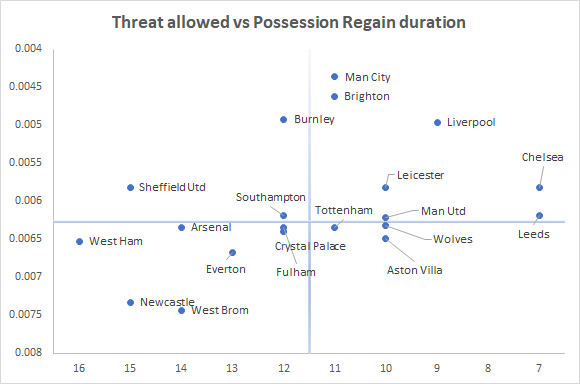 Threat allowed vs Possession Regain duration
0.004
0.0045
Man City
Brighton
0.005
Burnley
Liverpool
0.0055
Chelsea
Leicester
Sheffield Utd
0.006
Southampton
Tottenham
Man Utd
Arsenal
Leeds
0.0065
West Ham
Crystal Palace
Wolves
Everton
Fulham
Aston Villa
0.007
Newcastle
West Brom
0.0075
0.008
16 15 14 13 12 11 10 9 8 7